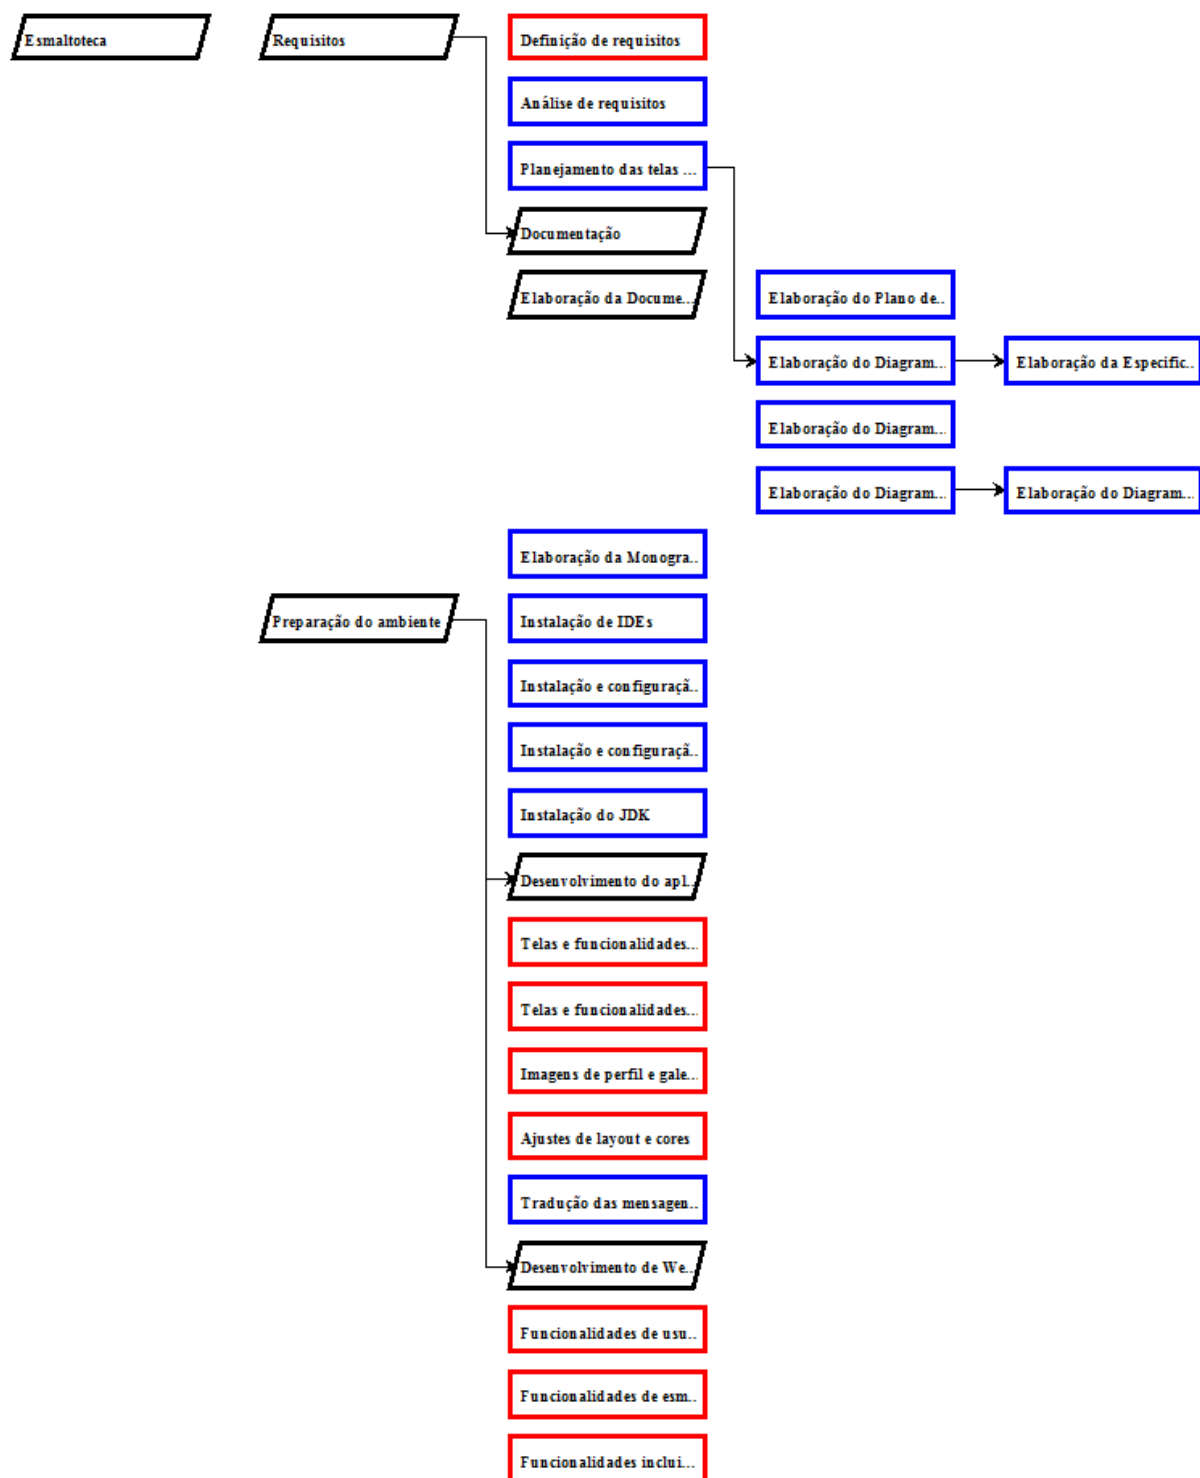 Esmaltoteca
Requisitos
Definição de requisitos
Análise de requisitos
Planejamento das telas ...
Documentação
Elaboração da Docume...
Elaboração do Plano de...
Elaboração do Diagram...
Elaboração da Especific...
Elaboração do Diagram...
Elaboração do Diagram...
Elaboração do Diagram...
Elaboração da Monogra...
Preparação do ambiente
Instalação de IDEs
Instalação e configuraçã...
Instalação e configuraçã...
Instalação do JDK
Desenvolvimento do apl...
Telas e funcionalidades...
Telas e funcionalidades...
Imagens de perfil e gale...
Ajustes de layout e cores
Tradução das mensagen...
Desenvolvimento de We...
Funcionalidades de usu...
Funcionalidades de esm...
Funcionalidades inclui...